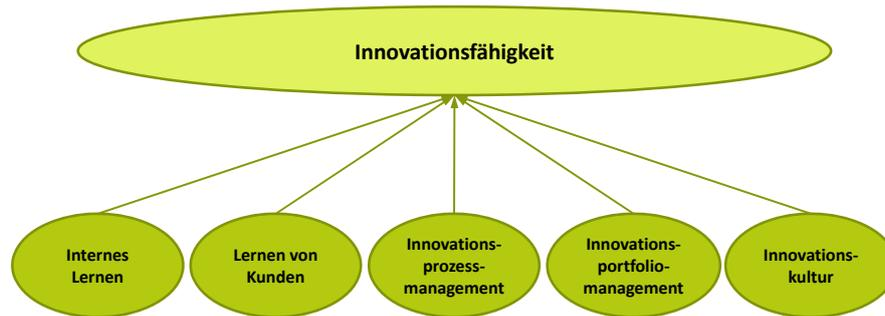 Innovationsfähigkeit
Internes
Lernen
Lernen von
Kunden
Innovations-
prozess-
management
Innovations-
portfolio-
management
Innovations-
kultur